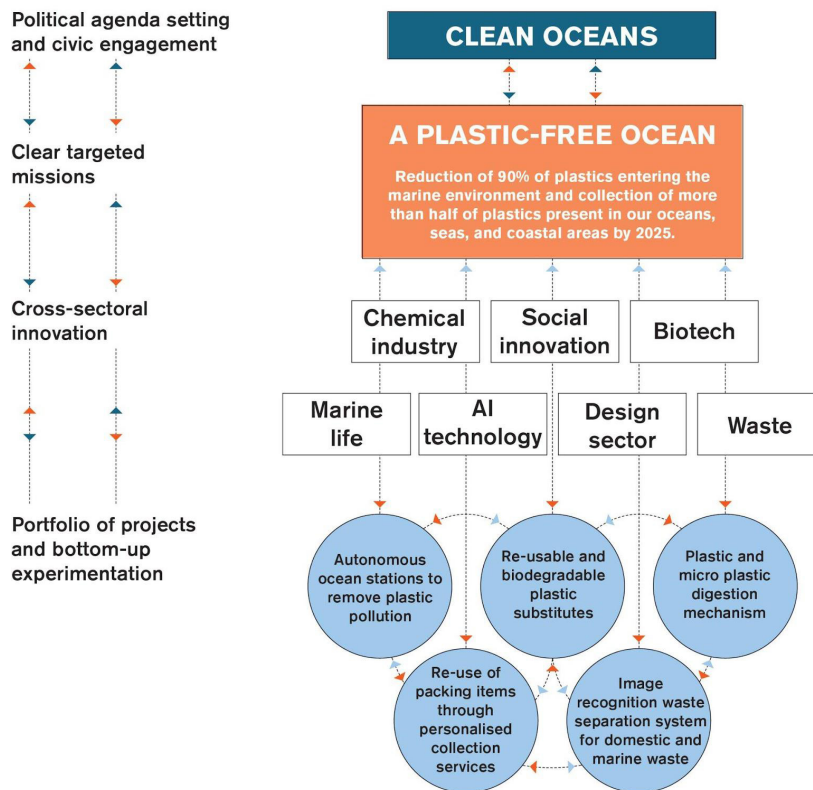 Political agenda setting
and civic engagement
CLEAN OCEANS
A PLASTIC-FREE OCEAN
Reduction of 90% of plastics entering the
marine environment and collection of more
than half of plastics present in our oceans,
seas, and coastal areas by 2025.
Clear targeted
missions
Cross-sectoral
innovation
Chemical
industry
Social
innovation
Biotech
Marine
life
AI
technology
Design
sector
Waste
Portfolio of projects
and bottom-up
experimentation
Autonomous
ocean stations to
remove plastic
pollution
Re-usable and
biodegradable
plastic
substitutes
Plastic and
micro plastic
digestion
mechanism
Re-use of
packing items
through
personalised
collection
services
Image
recognition waste
separation system
for domestic and
marine waste